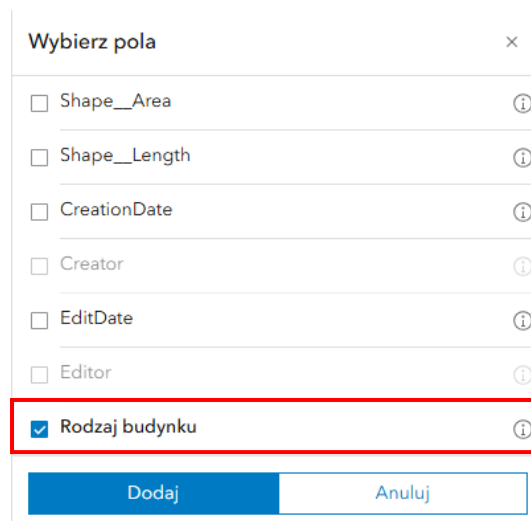 Wybierz pola ×
Shape__Area
Shape__Length
CreationDate
Creator
EditDate
Editor
Rodzaj budynku
Dodaj Anuluj